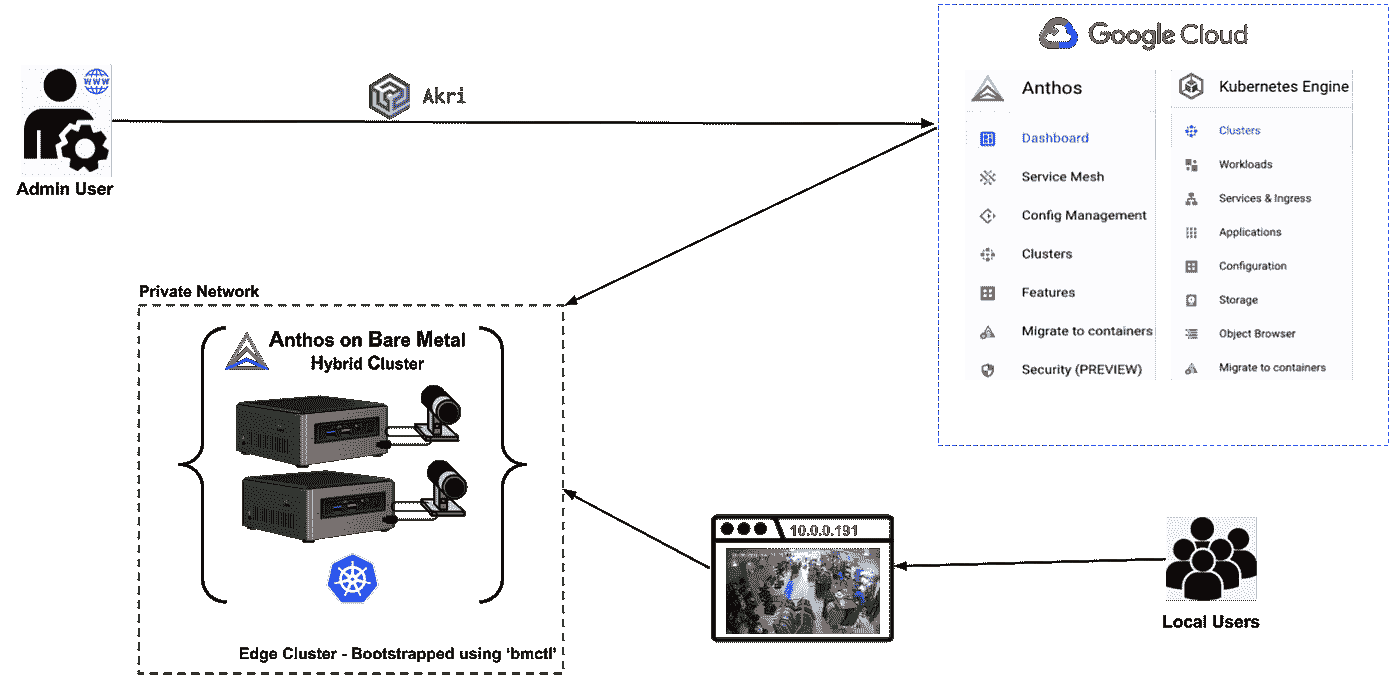 Google Cloud
www
Akri
Admin User
Anthos
Dashboard
Service Mesh
Config Management
Clusters
Features
Migrate to containers
Security (PREVIEW)
Kubernetes Engine
Clusters
Workloads
Services & Ingress
Applications
Configuration
Storage
Object Browser
Migrate to containers
Private Network
Anthos on Bare Metal
Hybrid Cluster
Edge Cluster - Bootstrapped using ‘bmctl’
10.0.0.191
Local Users